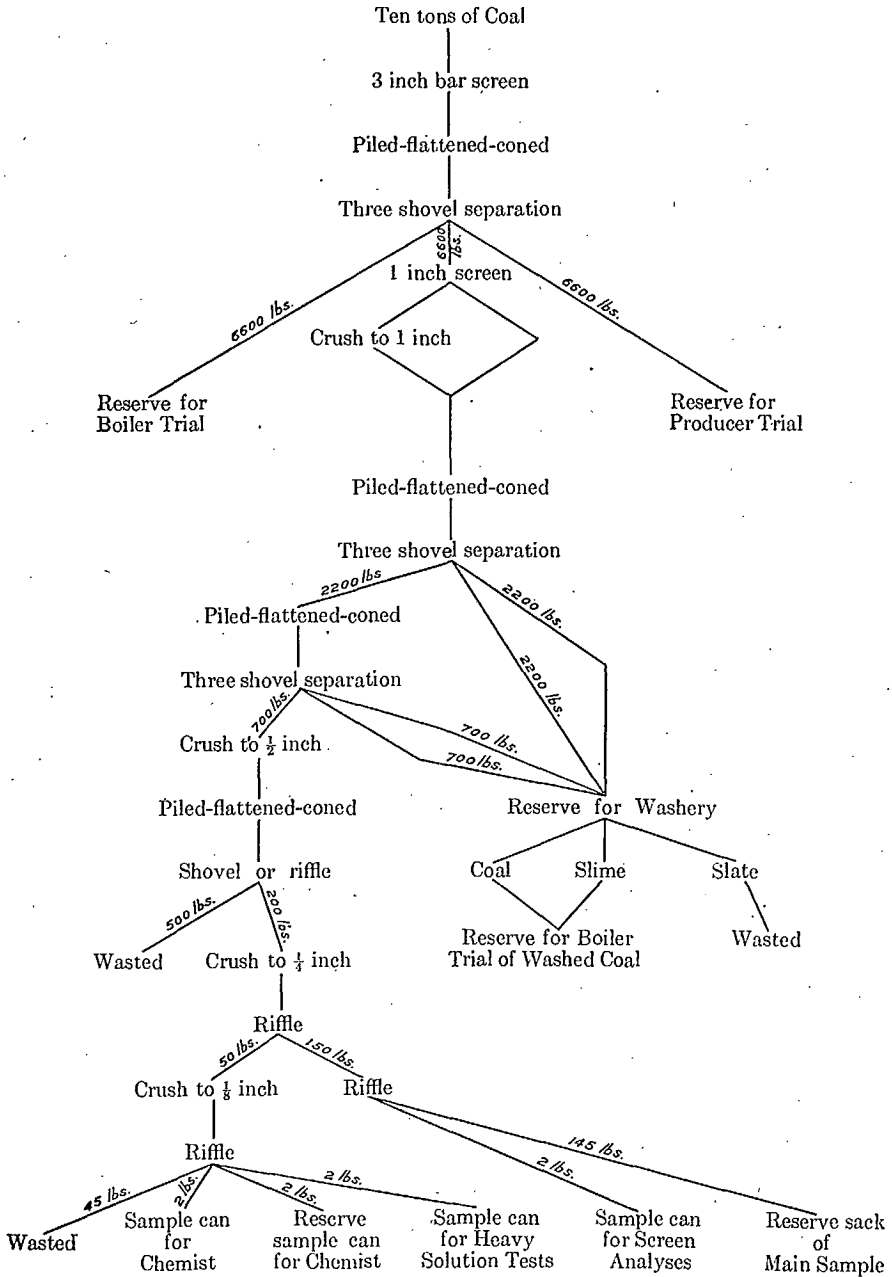 Ten tons of Coal
3 inch bar screen
Piled-flattened-coned
Three shovel separation
6600 lbs.
6600
lbs.
6600 lbs.
1 inch screen
Crush to 1 inch
Reserve for
Boiler Trial
Reserve for
Producer Trial
Piled-flattened-coned
Three shovel separation
2200 lbs
2200 lbs.
2200 lbs.
Piled-flattened-coned
Three shovel separation
700 lbs.
700 lbs.
700 lbs.
Crush to ½ inch
Piled-flattened-coned
Reserve for Washery
Shovel or riffle
Coal
Slime
Slate
500 lbs.
200 lbs.
Wasted
Crush to ¼ inch
Reserve for Boiler
Trial of Washed Coal
Wasted
Riffle
50 lbs.
150 lbs.
Crush to ⅛ inch
Riffle
Riffle
45 lbs.
2 lbs.
2 lbs.
2 lbs.
2 lbs.
145 lbs.
Wasted
Sample can
for
Chemist
Reserve
sample can
for Chemist
Sample can
for Heavy
Solution Tests
Sample can
for Screen
Analyses
Reserve sack
of
Main Sample